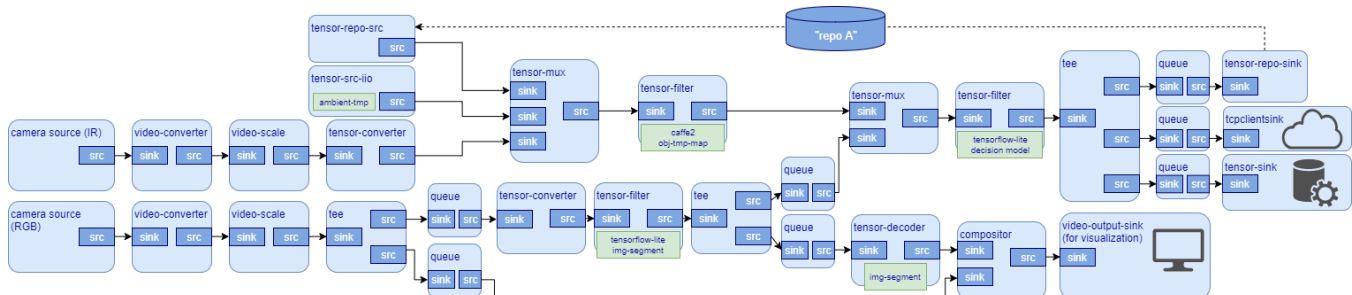 "repo A"
tensor-repo-src
src
tensor-src-iio
ambient-tmp
src
tensor-mux
sink
sink
sink
src
tensor-filter
sink
src
caffe2
obj-tmp-map
tensor-mux
sink
sink
src
tensor-filter
sink
src
tensorflow-lite
decision model
tee
sink
src
src
src
queue
sink
src
tensor-repo-sink
sink
queue
sink
src
tcpclientsink
sink
queue
sink
src
tensor-sink
sink
camera source (IR)
src
video-converter
sink
src
video-scale
sink
src
tensor-converter
sink
src
camera source
(RGB)
src
video-converter
sink
src
video-scale
sink
src
tee
sink
src
src
queue
sink
src
queue
sink
src
tensor-converter
sink
src
tensor-filter
sink
src
tensorflow-lite
img-segment
tee
sink
src
src
queue
sink
src
queue
sink
src
tensor-decoder
sink
src
img-segment
compositor
sink
sink
src
video-output-sink
(for visualization)
sink